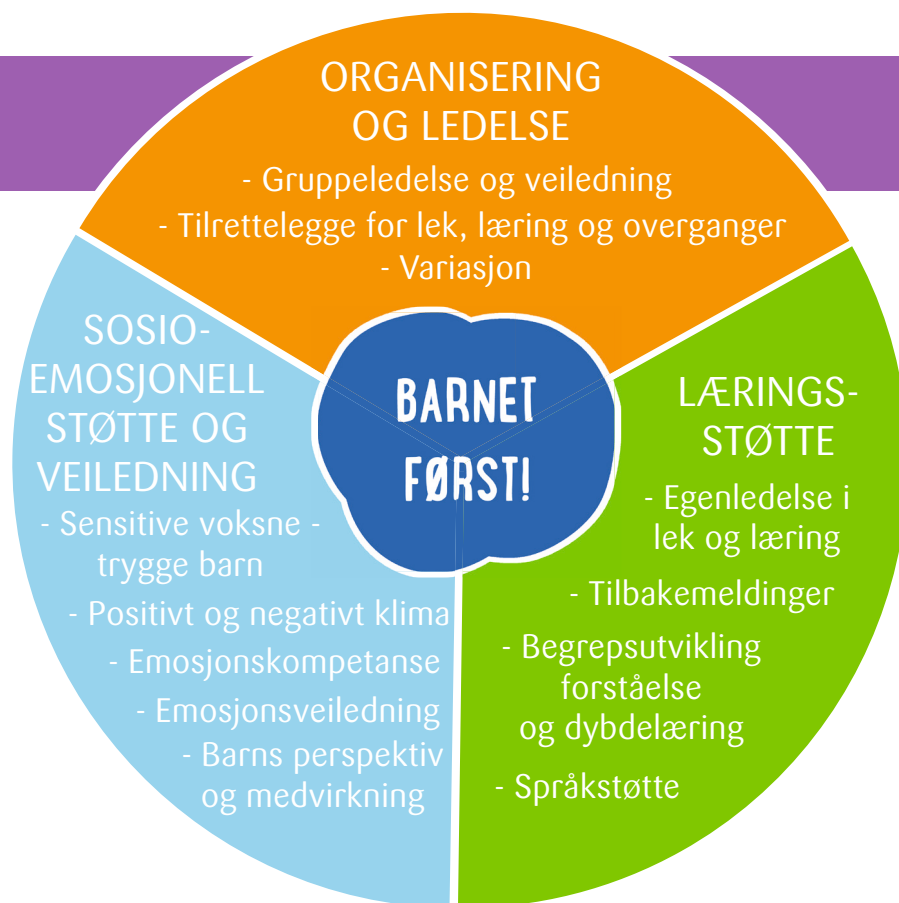 ORGANISERING
OG LEDELSE
- Gruppeledelse og veiledning
- Tilrettelegge for lek, læring og overganger
- Variasjon
SOSIO-
EMOSJONELL
STØTTE OG
VEILEDNING
- Sensitive voksne -
trygge barn
- Positivt og negativt klima
- Emosjonskompetanse
- Emosjonsveiledning
- Barns perspektiv
og medvirkning
BARNET
FØRST!
LÆRINGS-
STØTTE
- Egenledelse i
lek og læring
- Tilbakemeldinger
- Begrepsutvikling
forståelse
og dybdelæring
- Språkstøtte